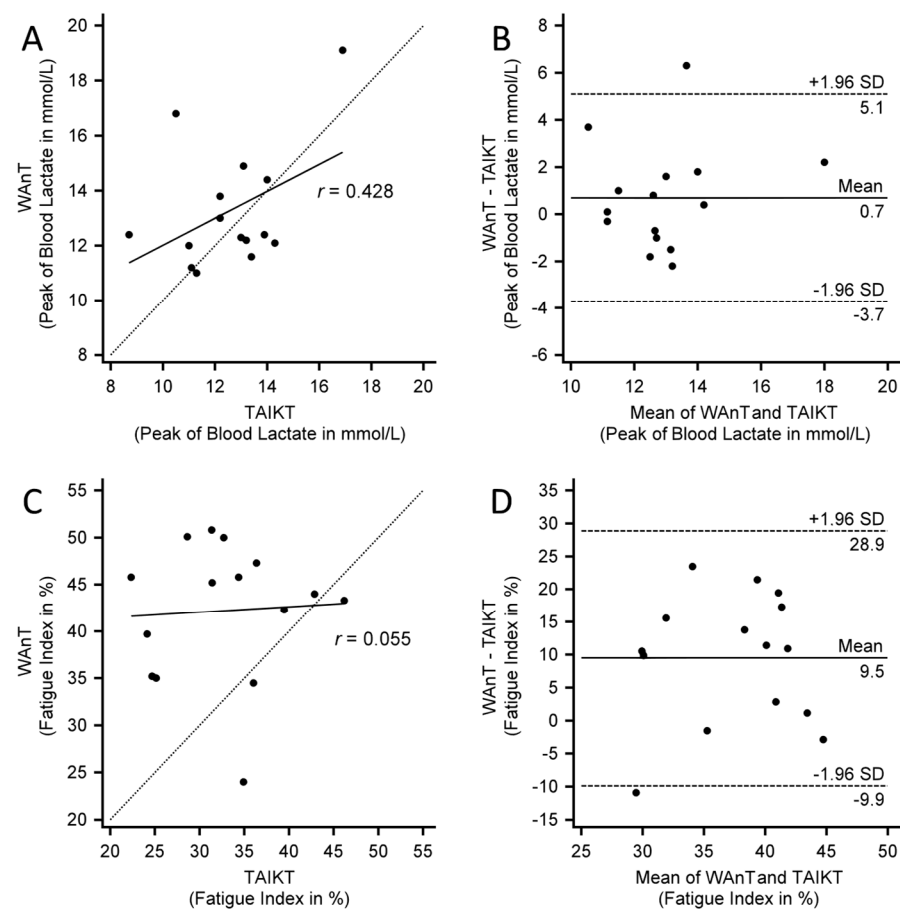 A
20
18
16
14
12
10
8
WAnT
(Peak of Blood Lactate in mmol/L)
r = 0.428
8 10 12 14 16 18 20
TAIKT
(Peak of Blood Lactate in mmol/L)
B
8
6
4
2
0
-2
-4
-6
WAnT - TAIKT
(Peak of Blood Lactate in mmol/L)
+1.96 SD
5.1
Mean
0.7
-1.96 SD
-3.7
10 12 14 16 18 20
Mean of WAnT and TAIKT
(Peak of Blood Lactate in mmol/L)
C
55
50
45
40
35
30
25
20
WAnT
(Fatigue Index in %)
r = 0.055
20 25 30 35 40 45 50 55
TAIKT
(Fatigue Index in %)
D
35
30
25
20
15
10
5
0
-5
-10
-15
WAnT - TAIKT
(Fatigue Index in %)
+1.96 SD
28.9
Mean
9.5
-1.96 SD
-9.9
25 30 35 40 45 50
Mean of WAnT and TAIKT
(Fatigue Index in %)